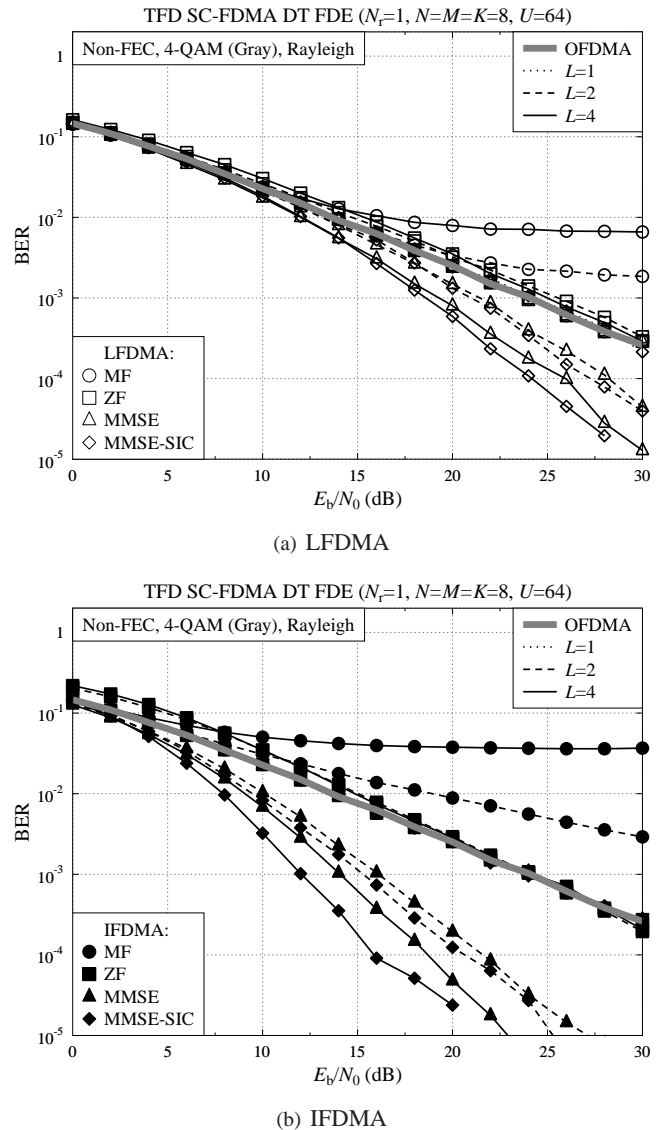 TFD SC-FDMA DT FDE (Nr=1, N=M=K=8, U=64)
Non-FEC, 4-QAM (Gray), Rayleigh
OFDMA
L=1
L=2
L=4
1
10^-1
10^-2
10^-3
10^-4
10^-5
BER
LFDMA:
MF
ZF
MMSE
MMSE-SIC
0 5 10 15 20 25 30
Eb/N0 (dB)
(a) LFDMA
TFD SC-FDMA DT FDE (Nr=1, N=M=K=8, U=64)
Non-FEC, 4-QAM (Gray), Rayleigh
OFDMA
L=1
L=2
L=4
1
10^-1
10^-2
10^-3
10^-4
10^-5
BER
IFDMA:
MF
ZF
MMSE
MMSE-SIC
0 5 10 15 20 25 30
Eb/N0 (dB)
(b) IFDMA